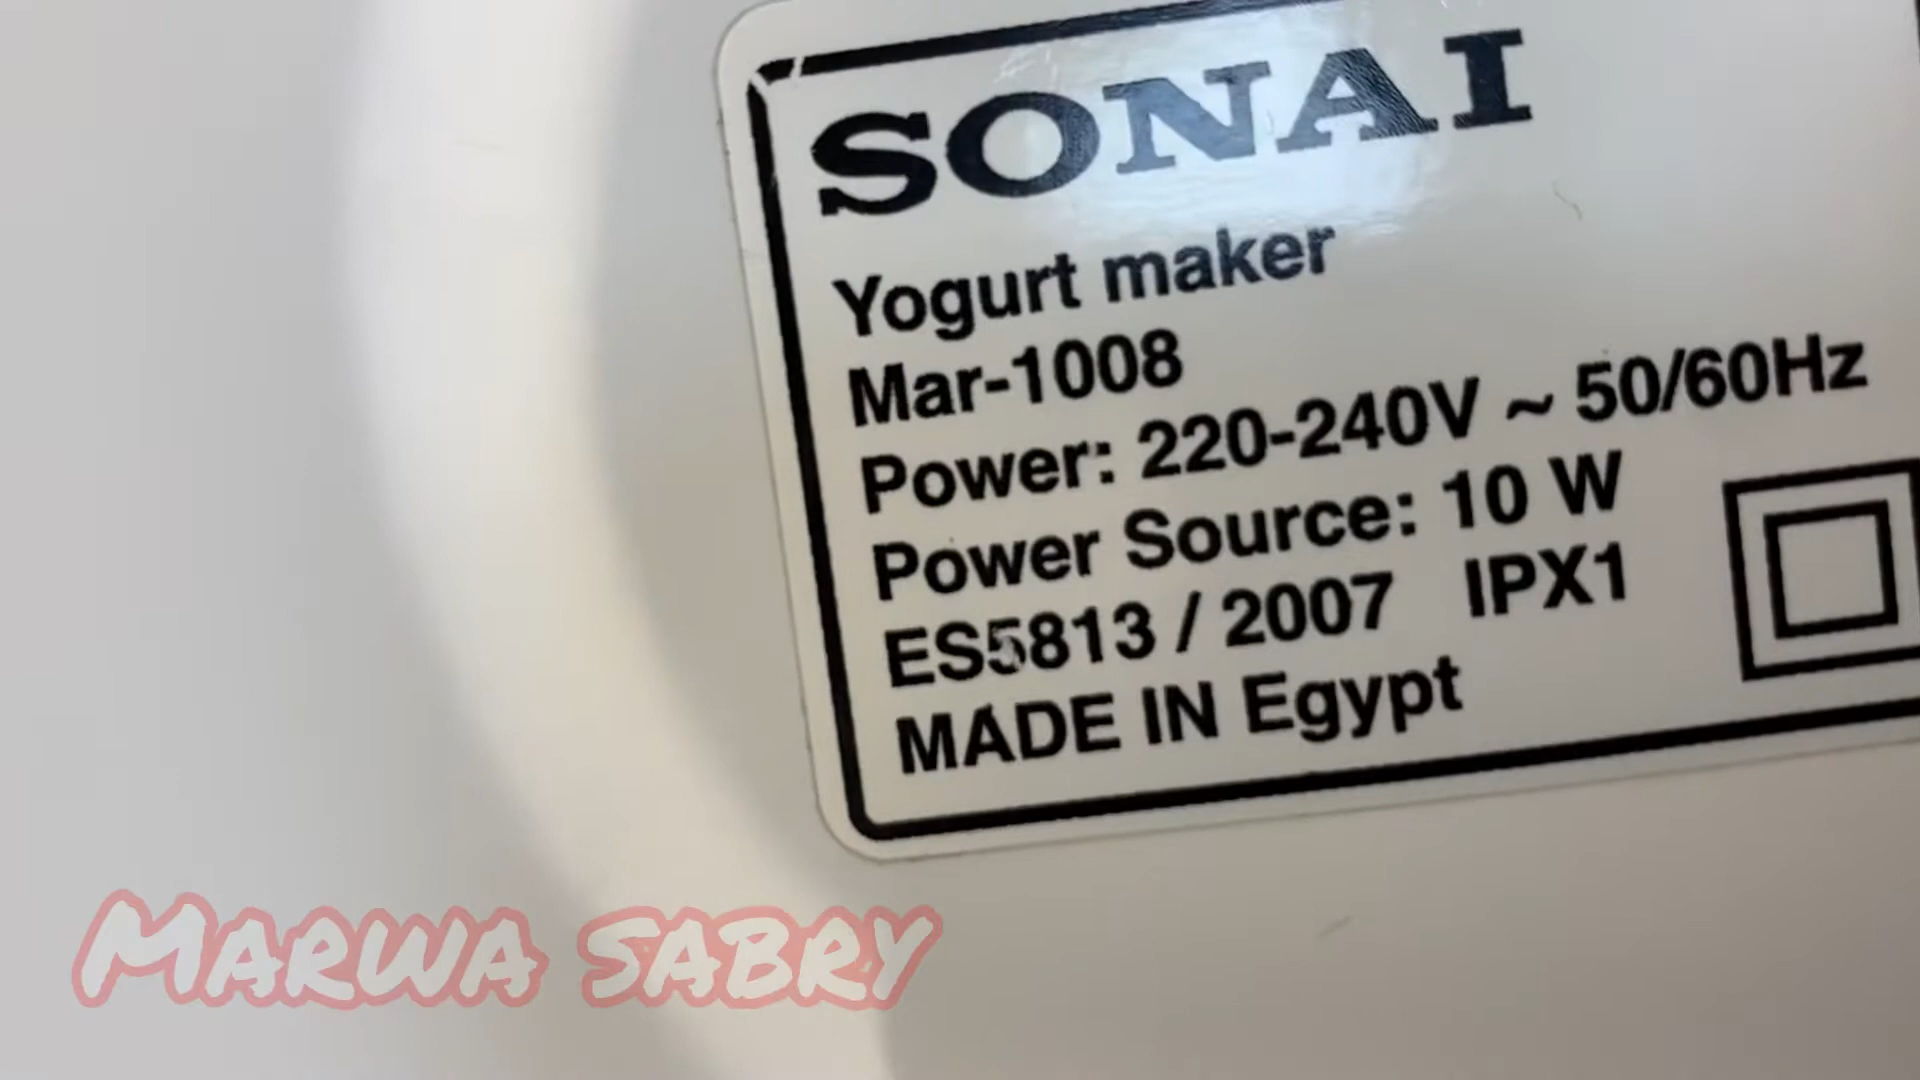 SONAI
Yogurt maker
Mar-1008
Power: 220-240V ~ 50/60Hz
Power Source: 10 W
ES5813 / 2007 IPX1
MADE IN Egypt
MARWA SABRY